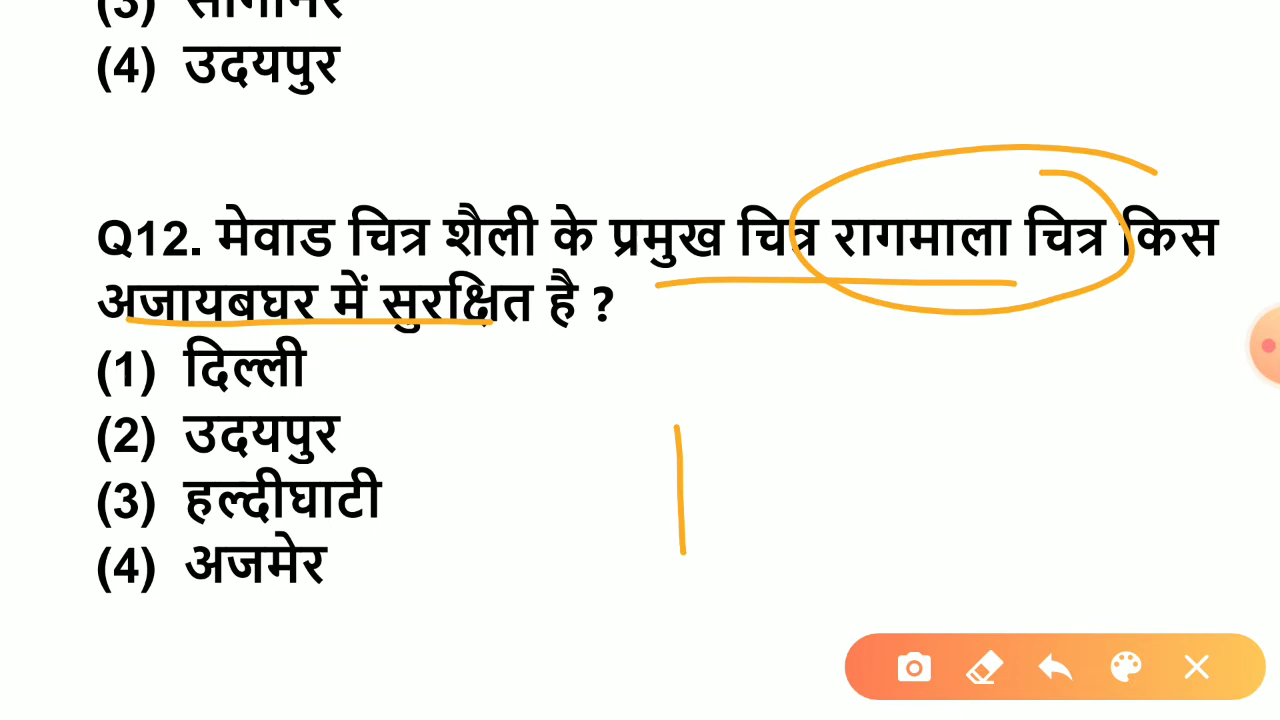 (4) उदयपुर
Q12. मेवाड चित्र शैली के प्रमुख चित्र रागमाला चित्र किस
अजायबघर में सुरक्षित है ?
(1) दिल्ली
(2) उदयपुर
(3) हल्दीघाटी
(4) अजमेर